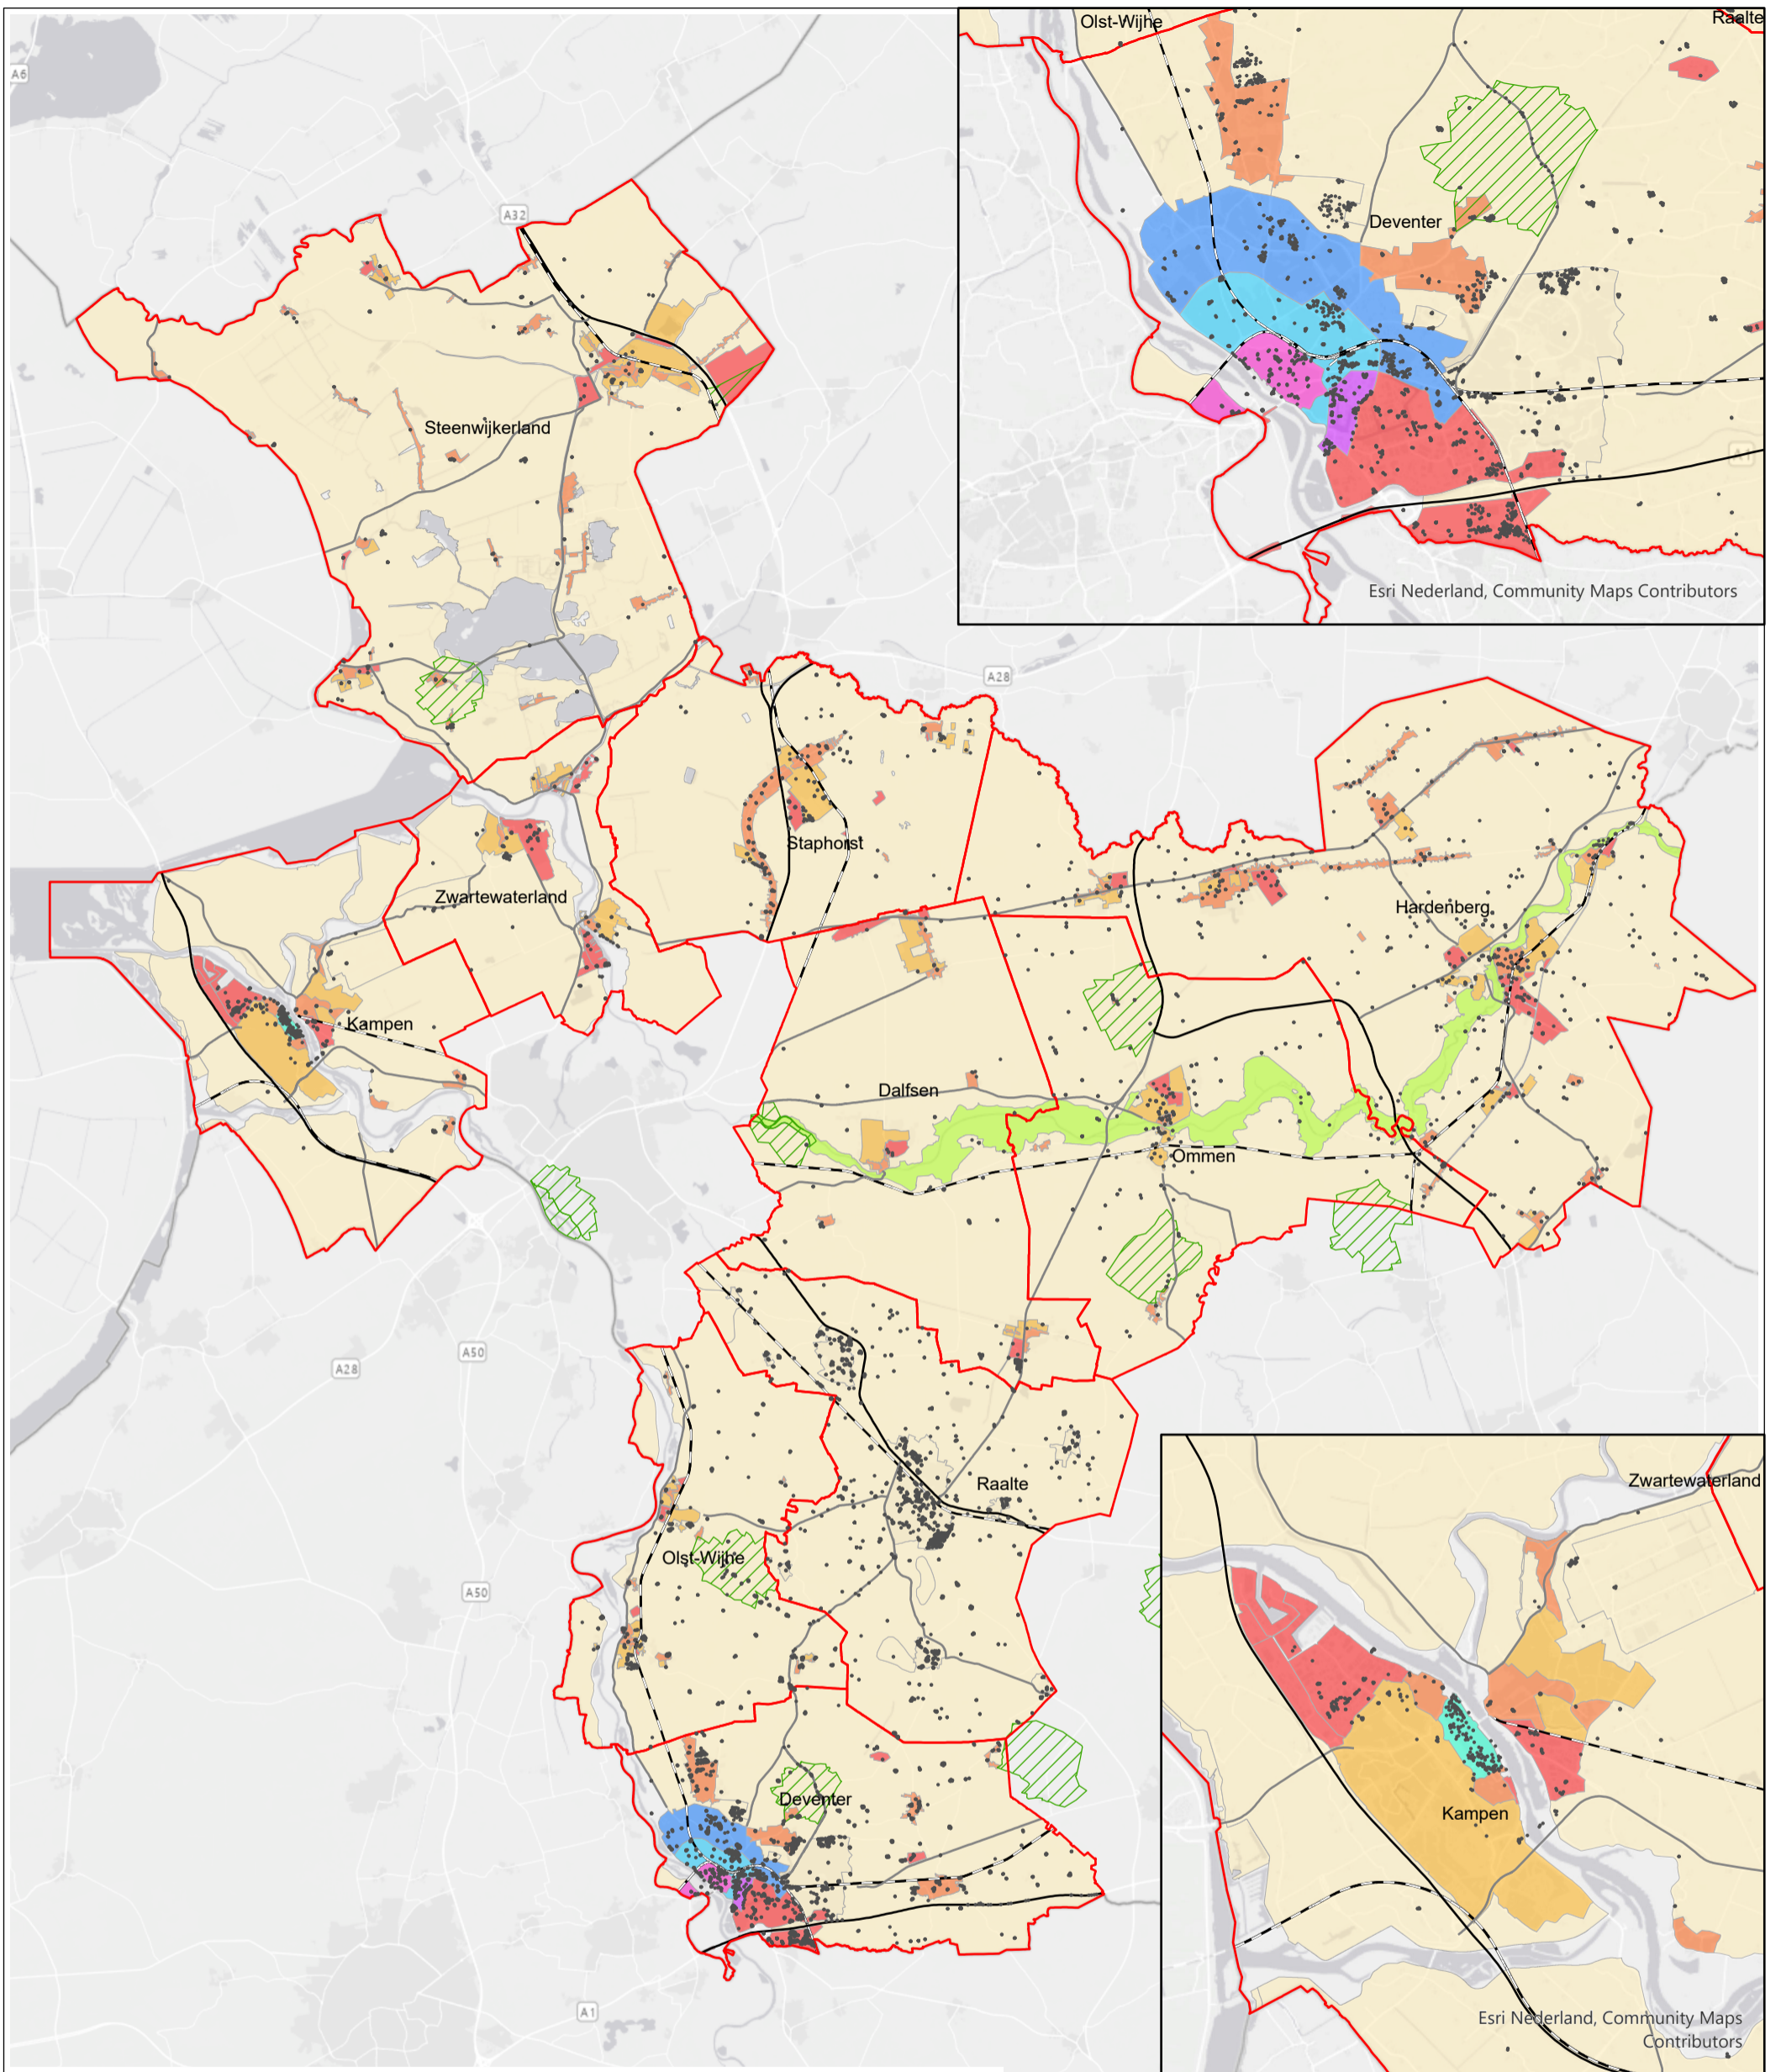 Olst-Wijhe
Raalte
A6
A32
Deventer
Steenwijkerland
A1
Esri Nederland, Community Maps Contributors
A28
Staphorst
Zwartewaterland
Hardenberg
Kampen
Dalfsen
Ommen
A50
A28
Raalte
Zwartewaterland
Olst-Wijhe
A50
Deventer
Kampen
A1
Esri Nederland, Community Maps
Contributors